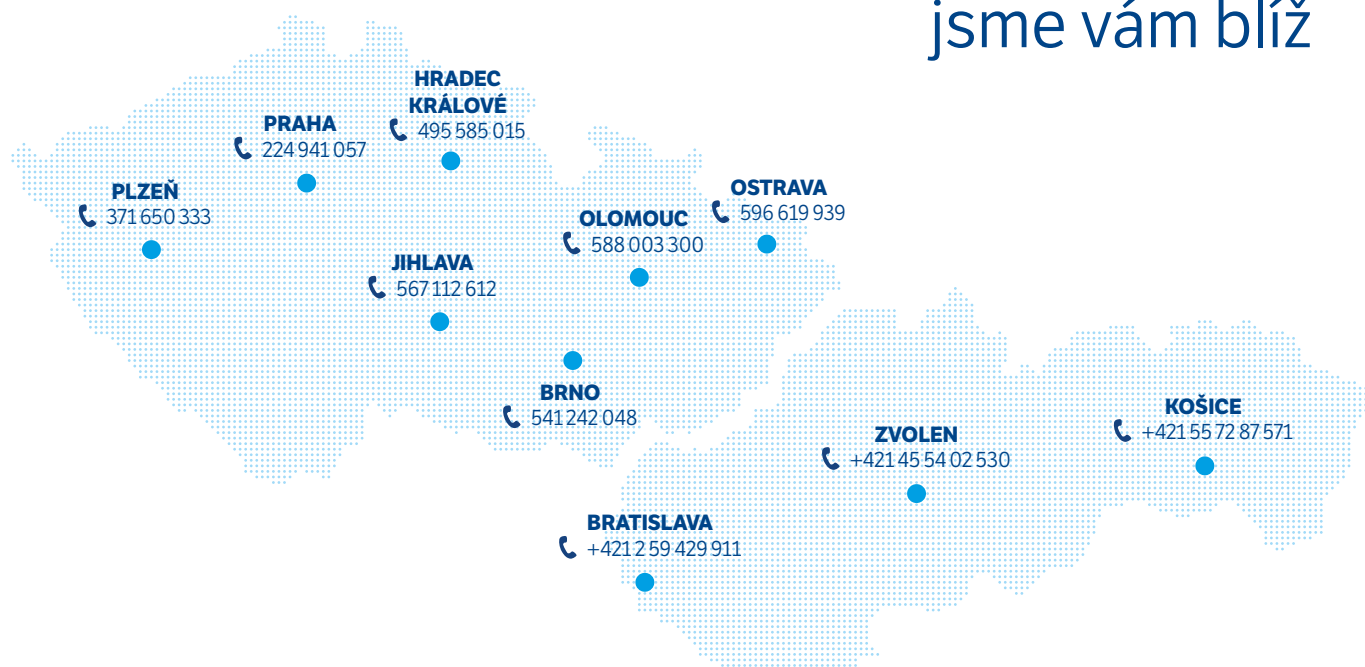 jsme vám blíž
HRADEC
KRÁLOVÉ
495 585 015
PRAHA
224 941 057
PLZEŇ
371 650 333
OSTRAVA
596 619 939
OLOMOUC
588 003 300
JIHLAVA
567 112 612
BRNO
541 242 048
KOŠICE
+421 55 72 87 571
ZVOLEN
+421 45 54 02 530
BRATISLAVA
+421 2 59 429 911